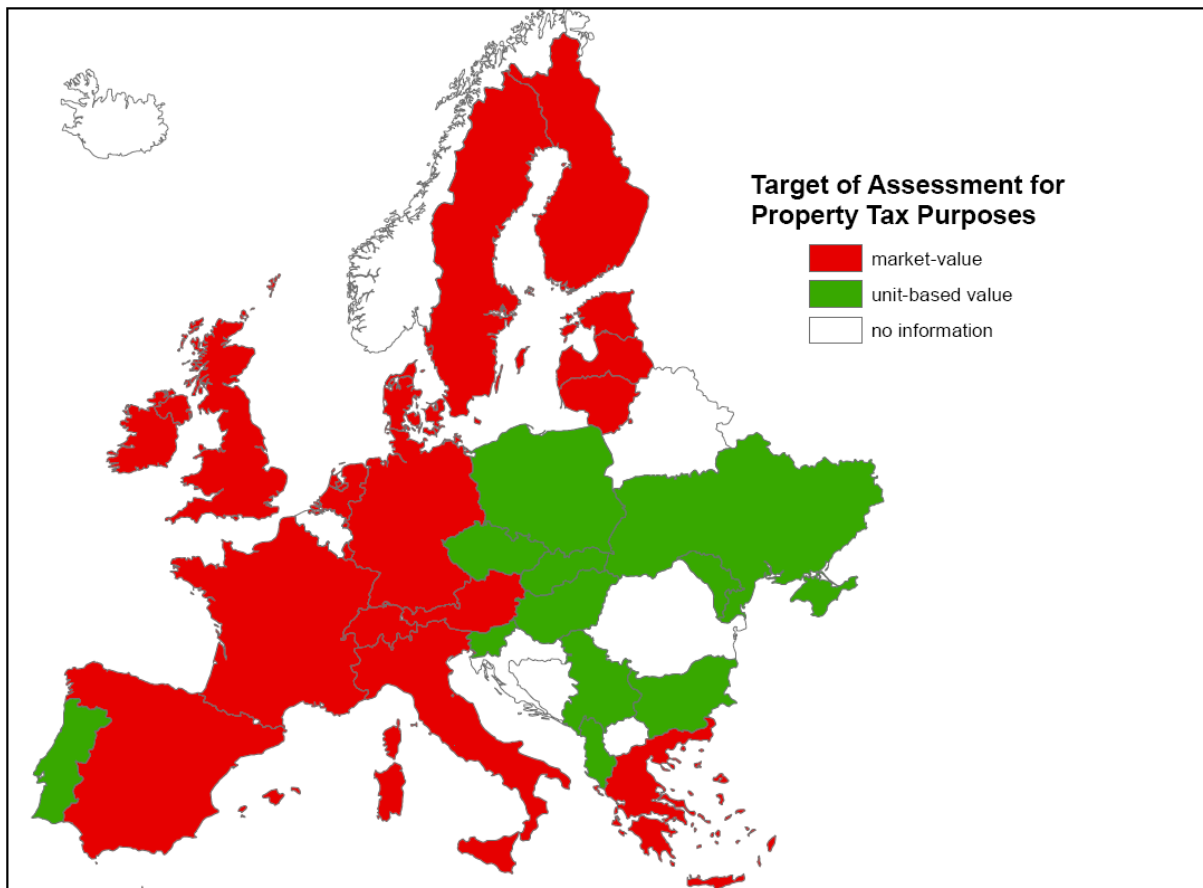 Target of Assessment for
Property Tax Purposes
market-value
unit-based value
no information